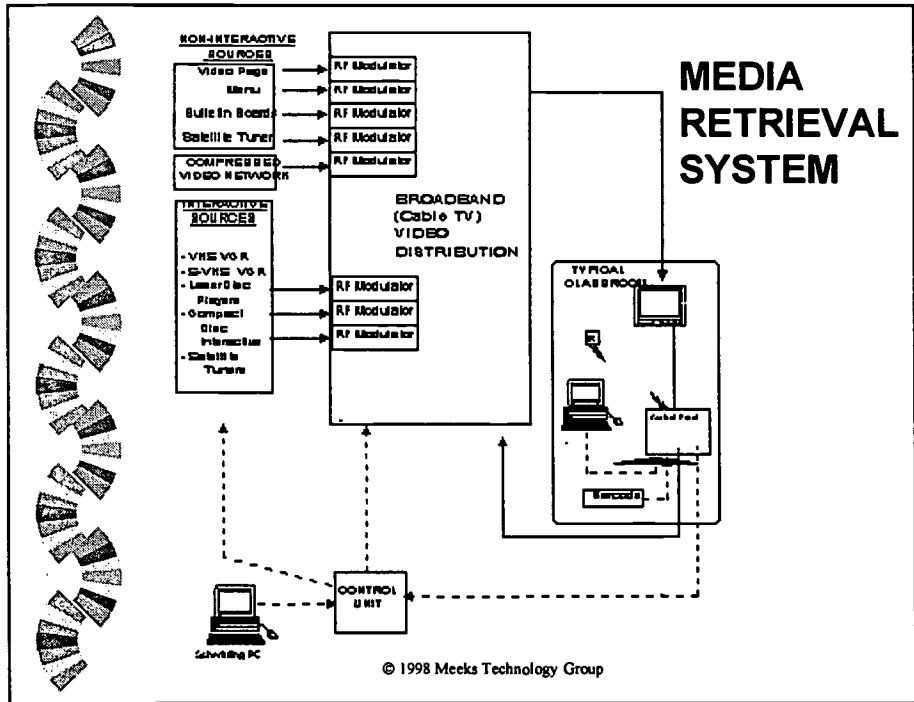 NON-INTERACTIVE
SOURCES
Video Page
Menu
Bulletin Boards
Satellite Tuner
COMPRESSED
VIDEO NETWORK
INTERACTIVE
SOURCES
- VHS VCR
- S-VHS VCR
- LaserDisc
Players
- Compact
Disc
Interactive
- Satellite
Tuners
RF Modulator
RF Modulator
RF Modulator
RF Modulator
RF Modulator
BROADBAND
(Cable TV)
VIDEO
DISTRIBUTION
RF Modulator
RF Modulator
RF Modulator
MEDIA
RETRIEVAL
SYSTEM
TYPICAL
CLASSROOM
Barcode
CONTROL
UNIT
Scheduling PC
© 1998 Meeks Technology Group